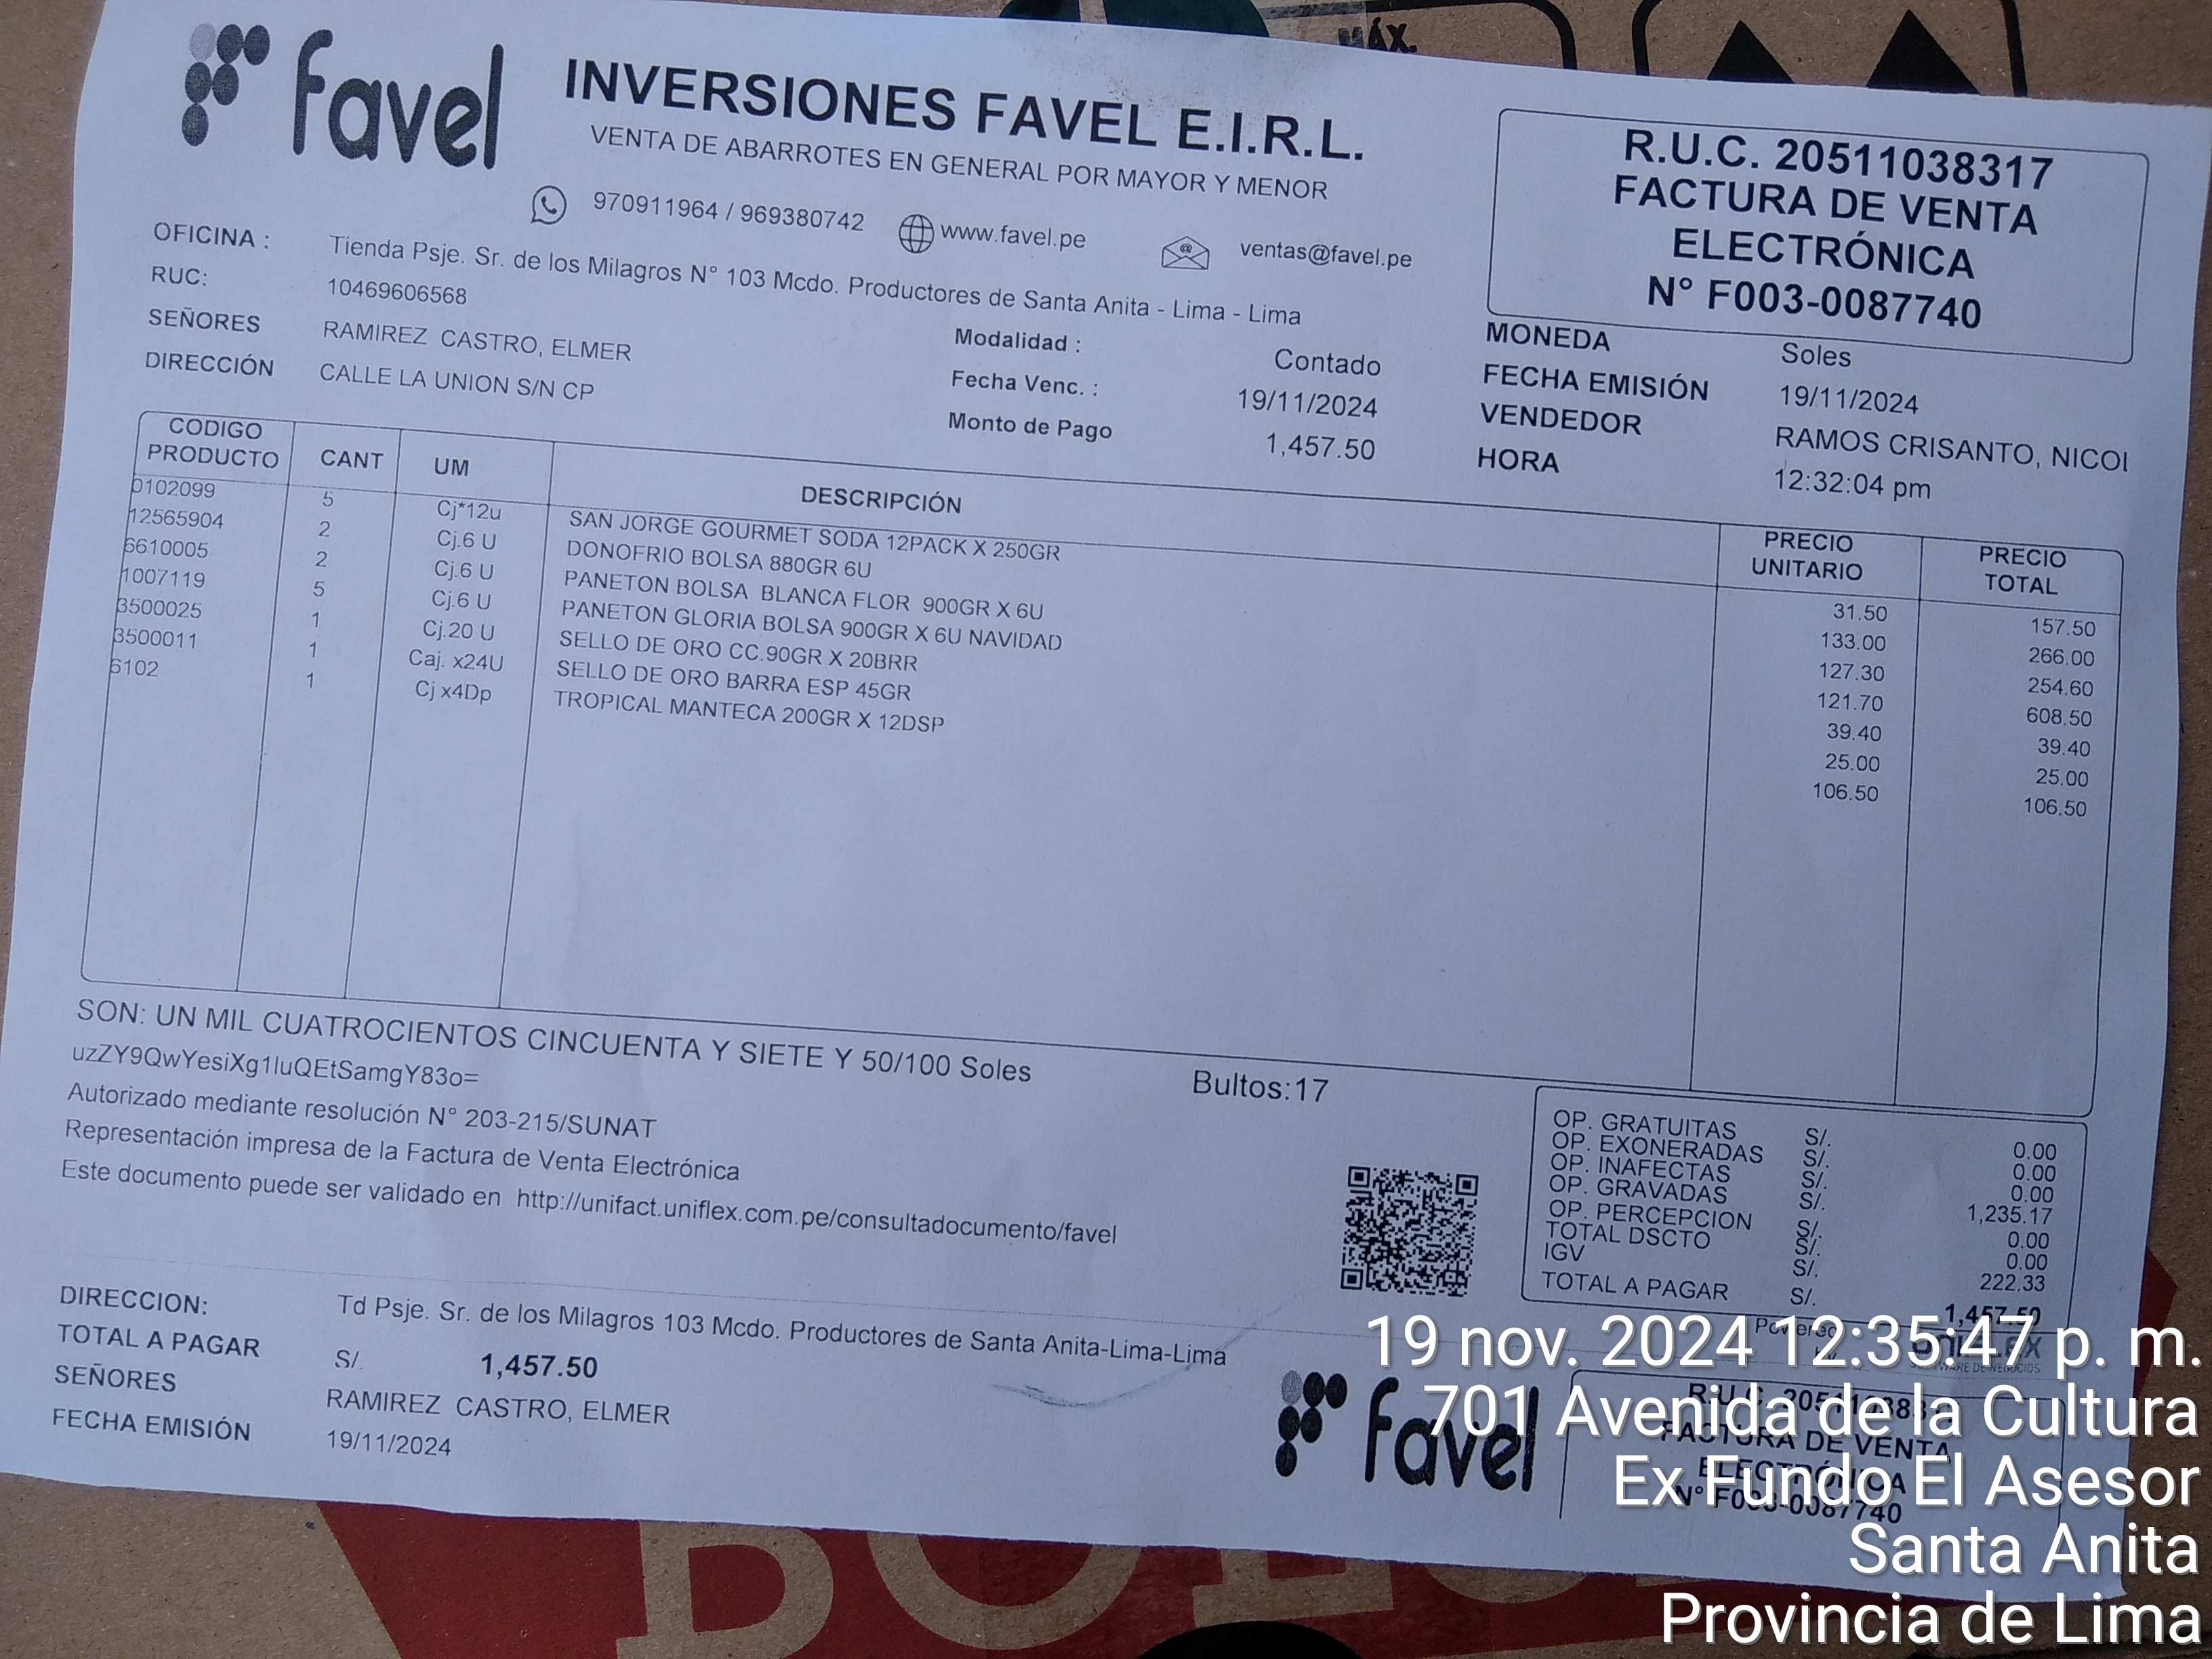 MÁX.
favel
INVERSIONES FAVEL E.I.R.L.
VENTA DE ABARROTES EN GENERAL POR MAYOR Y MENOR
970911964 / 969380742
www.favel.pe
ventas@favel.pe
R.U.C. 20511038317
FACTURA DE VENTA
ELECTRÓNICA
N° F003-0087740
OFICINA : Tienda Psje. Sr. de los Milagros N° 103 Mcdo. Productores de Santa Anita - Lima - Lima
RUC: 10469606568
SEÑORES RAMIREZ CASTRO, ELMER
DIRECCIÓN CALLE LA UNION S/N CP
Modalidad : Contado
Fecha Venc. : 19/11/2024
Monto de Pago 1,457.50
MONEDA Soles
FECHA EMISIÓN 19/11/2024
VENDEDOR RAMOS CRISANTO, NICOI
HORA 12:32:04 pm
CODIGO PRODUCTO CANT UM DESCRIPCIÓN PRECIO UNITARIO PRECIO TOTAL
0102099 5 Cj*12u SAN JORGE GOURMET SODA 12PACK X 250GR 31.50 157.50
12565904 2 Cj.6 U DONOFRIO BOLSA 880GR 6U 133.00 266.00
6610005 2 Cj.6 U PANETON BOLSA BLANCA FLOR 900GR X 6U 127.30 254.60
1007119 5 Cj.6 U PANETON GLORIA BOLSA 900GR X 6U NAVIDAD 121.70 608.50
3500025 1 Cj.20 U SELLO DE ORO CC.90GR X 20BRR 39.40 39.40
3500011 1 Caj. x24U SELLO DE ORO BARRA ESP 45GR 25.00 25.00
6102 1 Cj x4Dp TROPICAL MANTECA 200GR X 12DSP 106.50 106.50
SON: UN MIL CUATROCIENTOS CINCUENTA Y SIETE Y 50/100 Soles
uzZY9QwYesiXg1luQEtSamgY83o=
Bultos:17
Autorizado mediante resolución N° 203-215/SUNAT
Representación impresa de la Factura de Venta Electrónica
Este documento puede ser validado en http://unifact.uniflex.com.pe/consultadocumento/favel
OP. GRATUITAS S/. 0.00
OP. EXONERADAS S/. 0.00
OP. INAFECTAS S/. 0.00
OP. GRAVADAS S/. 1,235.17
OP. PERCEPCION S/. 0.00
TOTAL DSCTO S/. 0.00
IGV S/. 222.33
TOTAL A PAGAR S/. 1,457.50
DIRECCION: Td Psje. Sr. de los Milagros 103 Mcdo. Productores de Santa Anita-Lima-Lima
TOTAL A PAGAR S/. 1,457.50
SEÑORES RAMIREZ CASTRO, ELMER
FECHA EMISIÓN 19/11/2024
favel
FACTURA DE VENTA
ELECTRÓNICA
N° F003-0087740
19 nov. 2024 12:35:47 p. m.
701 Avenida de la Cultura
Ex Fundo El Asesor
Santa Anita
Provincia de Lima